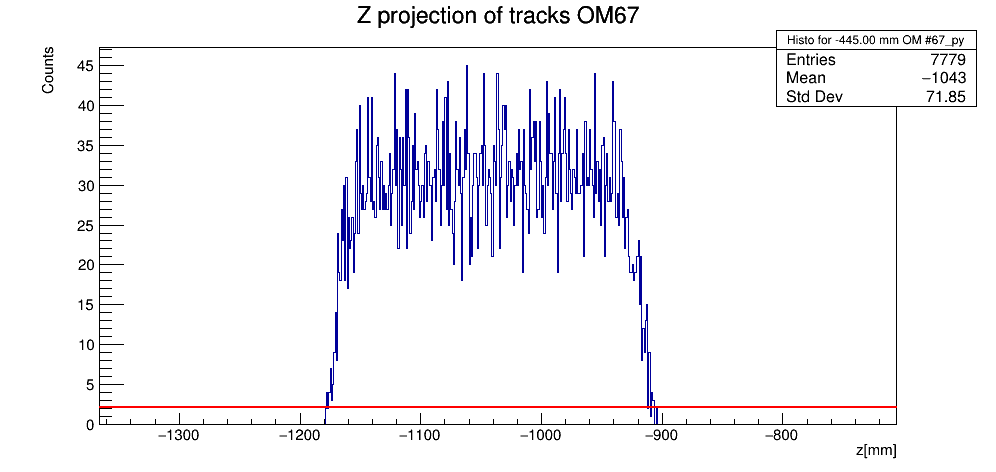 Z projection of tracks OM67
Histo for -445.00 mm OM #67_py
Entries 7779
Mean −1043
Std Dev 71.85
Counts
45
40
35
30
25
20
15
10
5
0
−1300 −1200 −1100 −1000 −900 −800
z[mm]